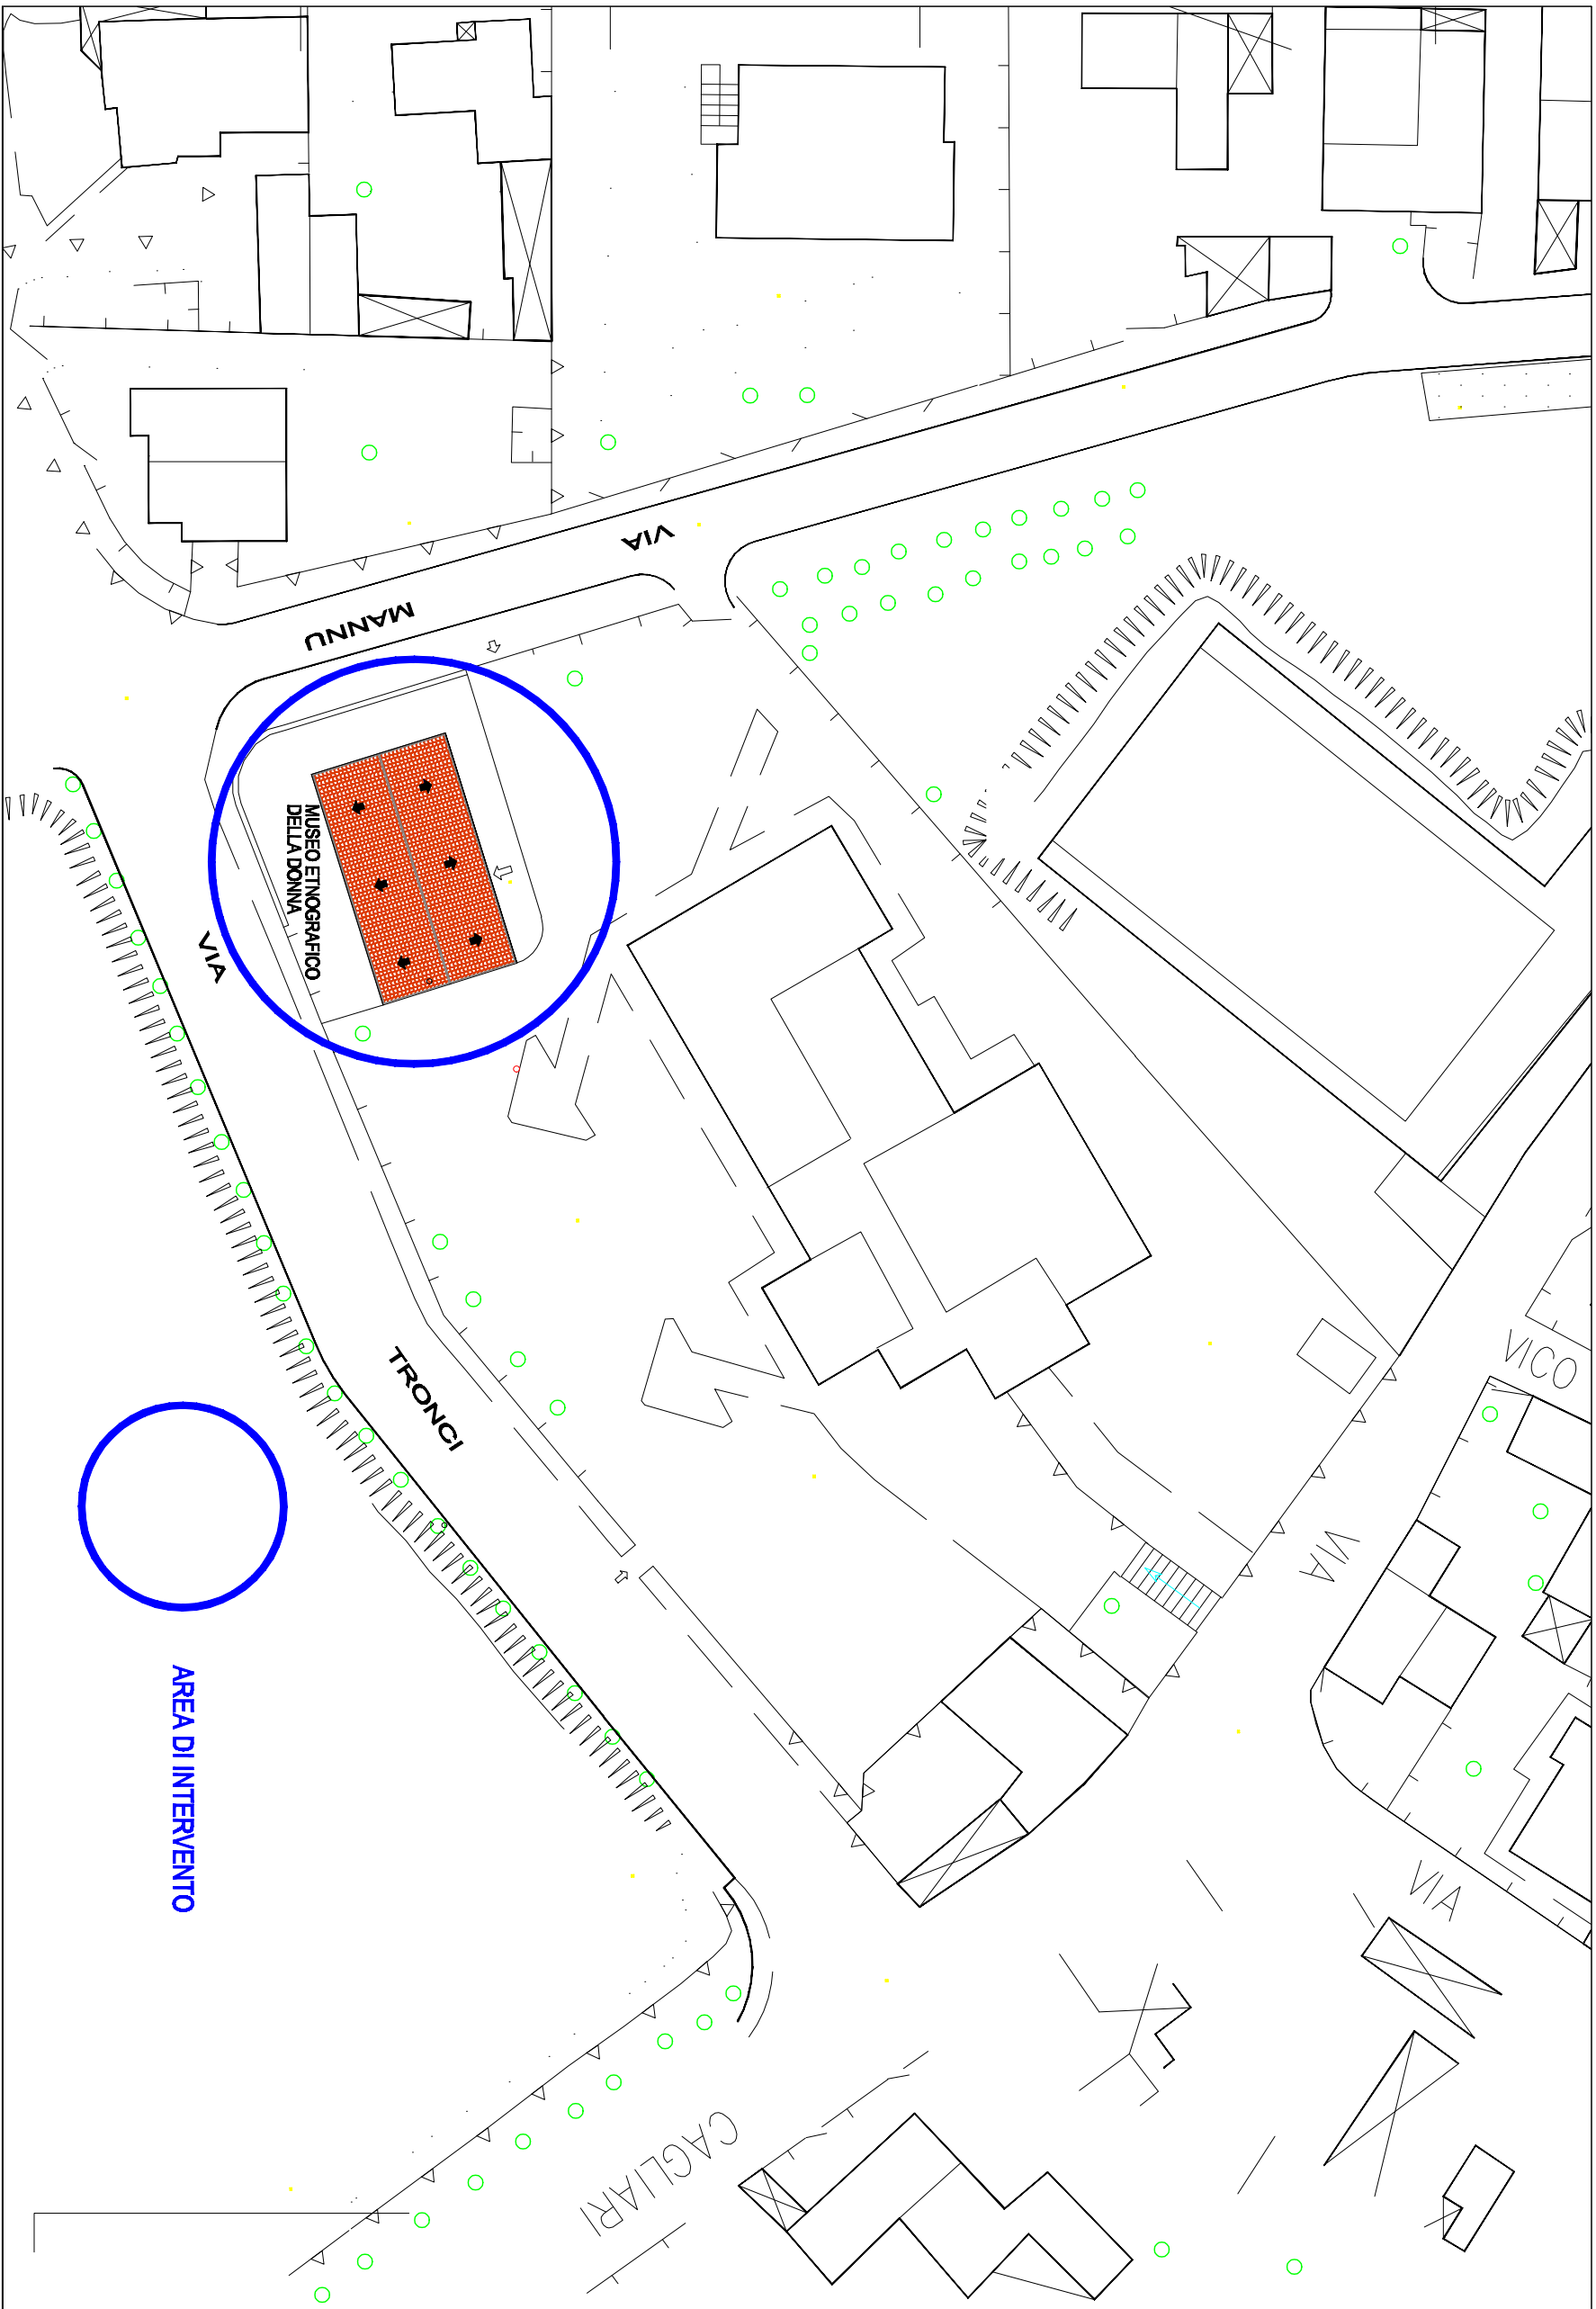 VIA
MANNU
MUSEO ETNOGRAFICO
DELLA DONNA
VIA
TRONCI
VICO
VIA
VIA
AREA DI INTERVENTO
CAGLIARI